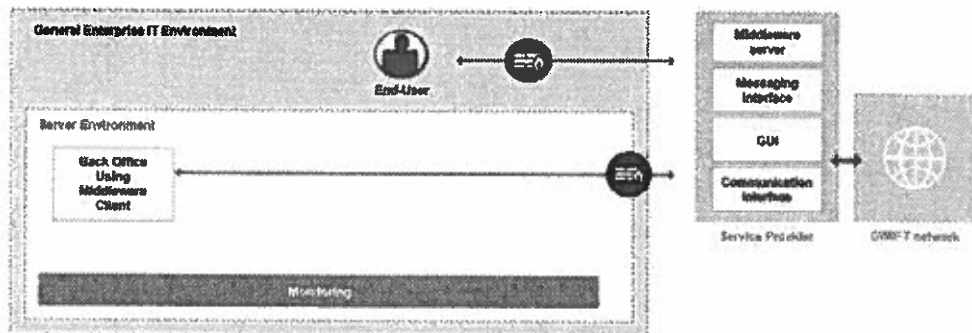 General Enterprise IT Environment
End-User
Server Environment
Back Office
Using
Middleware
Client
Monitoring
Middleware
server
Messaging
Interface
GUI
Communication
Interface
Service Provider
SWIFT network